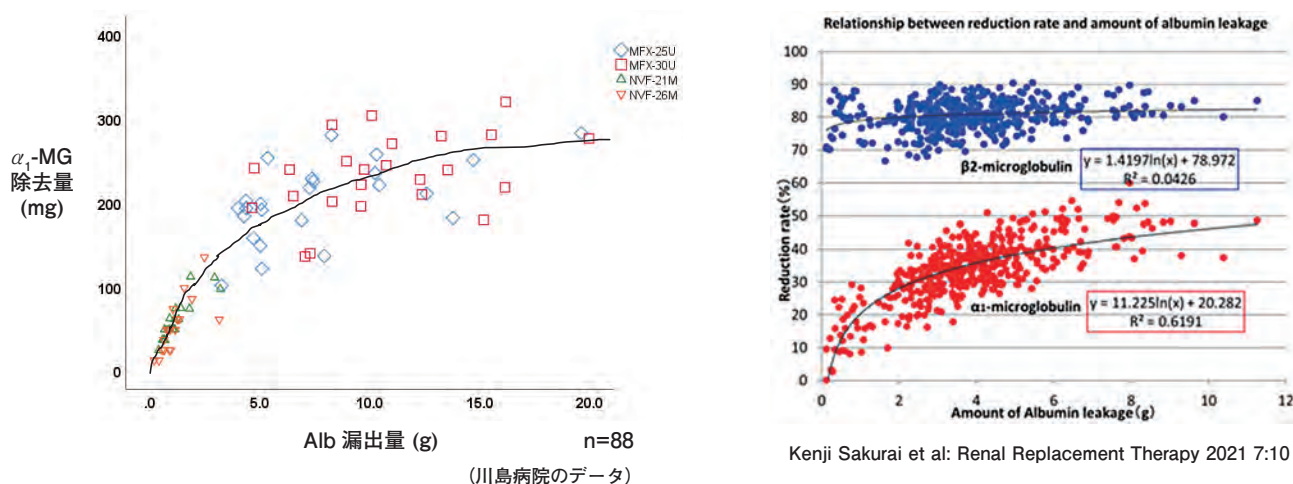 400
300
200
100
0
α₁-MG
除去量
(mg)
MFX-25U
MFX-30U
NVF-21M
NVF-26M
.0 5.0 10.0 15.0 20.0
Alb 漏出量 (g) n=88
(川島病院のデータ)
Relationship between reduction rate and amount of albumin leakage
100
90
80
70
60
50
40
30
20
10
0
Reduction rate(%)
β2-microglobulin
y = 1.4197ln(x) + 78.972
R² = 0.0426
α1-microglobulin
y = 11.225ln(x) + 20.282
R² = 0.6191
0 2 4 6 8 10 12
Amount of Albumin leakage(g)
Kenji Sakurai et al: Renal Replacement Therapy 2021 7:10